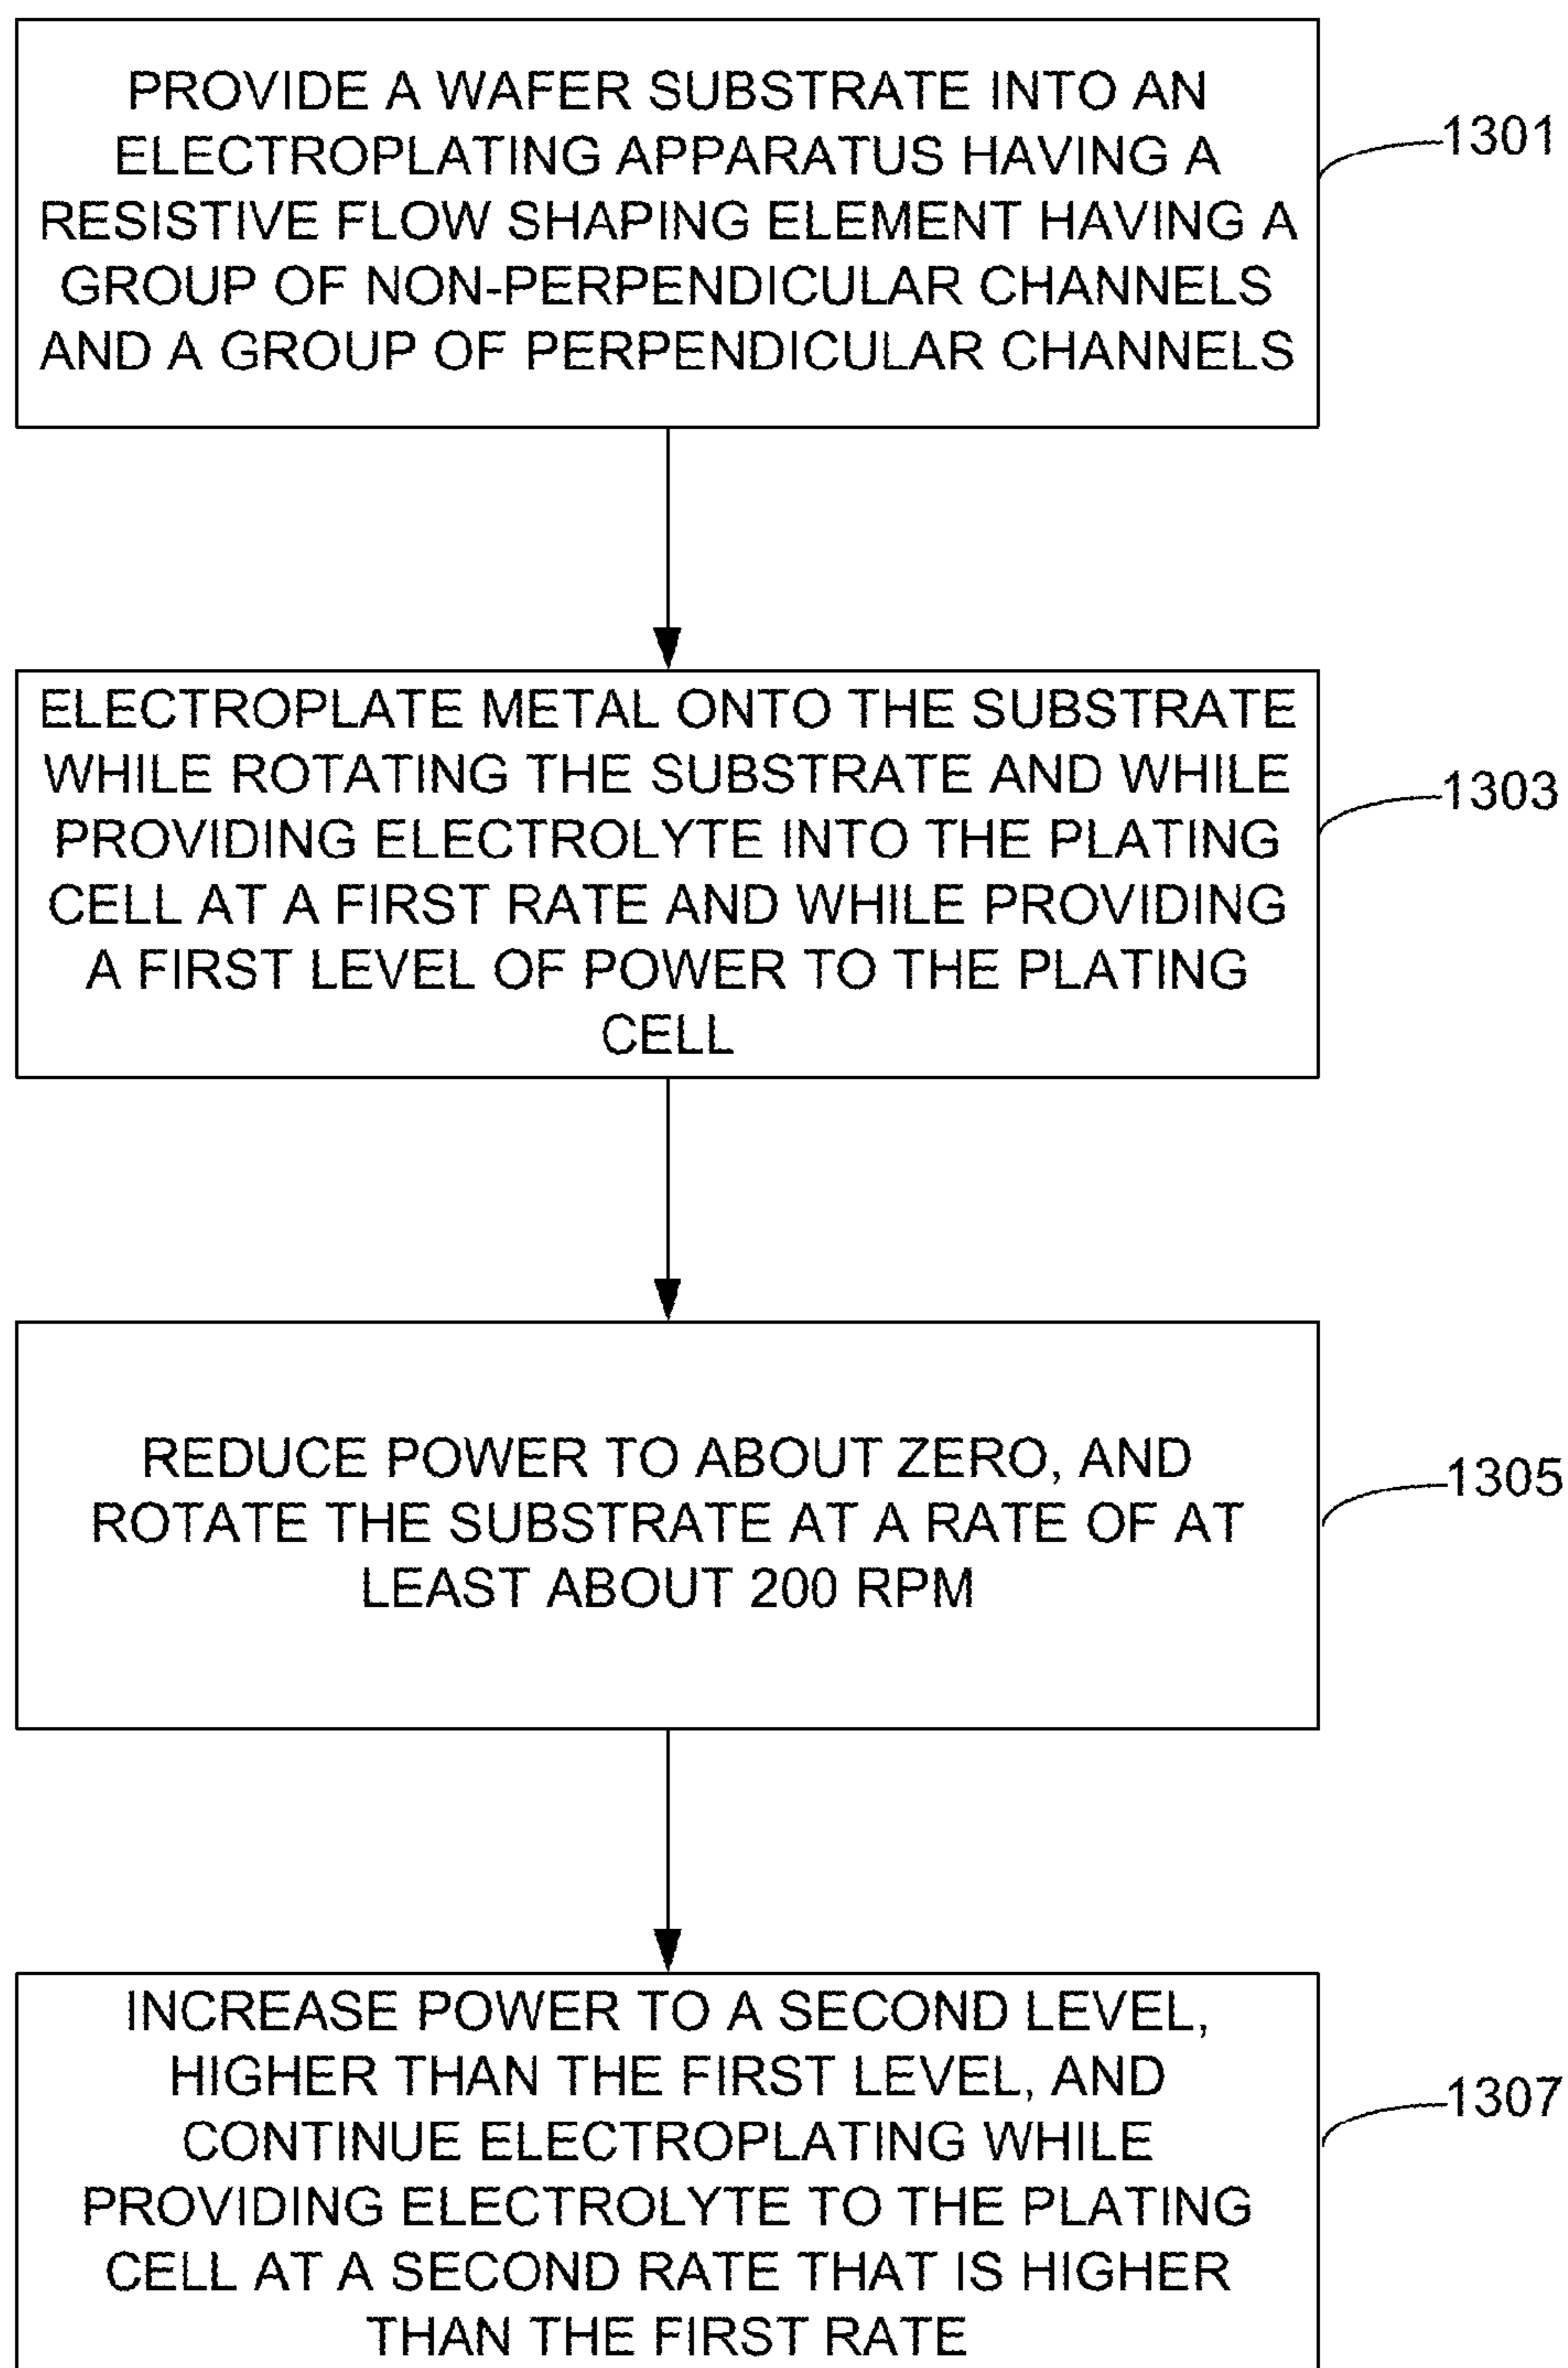 PROVIDE A WAFER SUBSTRATE INTO AN
ELECTROPLATING APPARATUS HAVING A
RESISTIVE FLOW SHAPING ELEMENT HAVING A
GROUP OF NON-PERPENDICULAR CHANNELS
AND A GROUP OF PERPENDICULAR CHANNELS
1301
ELECTROPLATE METAL ONTO THE SUBSTRATE
WHILE ROTATING THE SUBSTRATE AND WHILE
PROVIDING ELECTROLYTE INTO THE PLATING
CELL AT A FIRST RATE AND WHILE PROVIDING
A FIRST LEVEL OF POWER TO THE PLATING
CELL
1303
REDUCE POWER TO ABOUT ZERO, AND
ROTATE THE SUBSTRATE AT A RATE OF AT
LEAST ABOUT 200 RPM
1305
INCREASE POWER TO A SECOND LEVEL,
HIGHER THAN THE FIRST LEVEL, AND
CONTINUE ELECTROPLATING WHILE
PROVIDING ELECTROLYTE TO THE PLATING
CELL AT A SECOND RATE THAT IS HIGHER
THAN THE FIRST RATE
1307